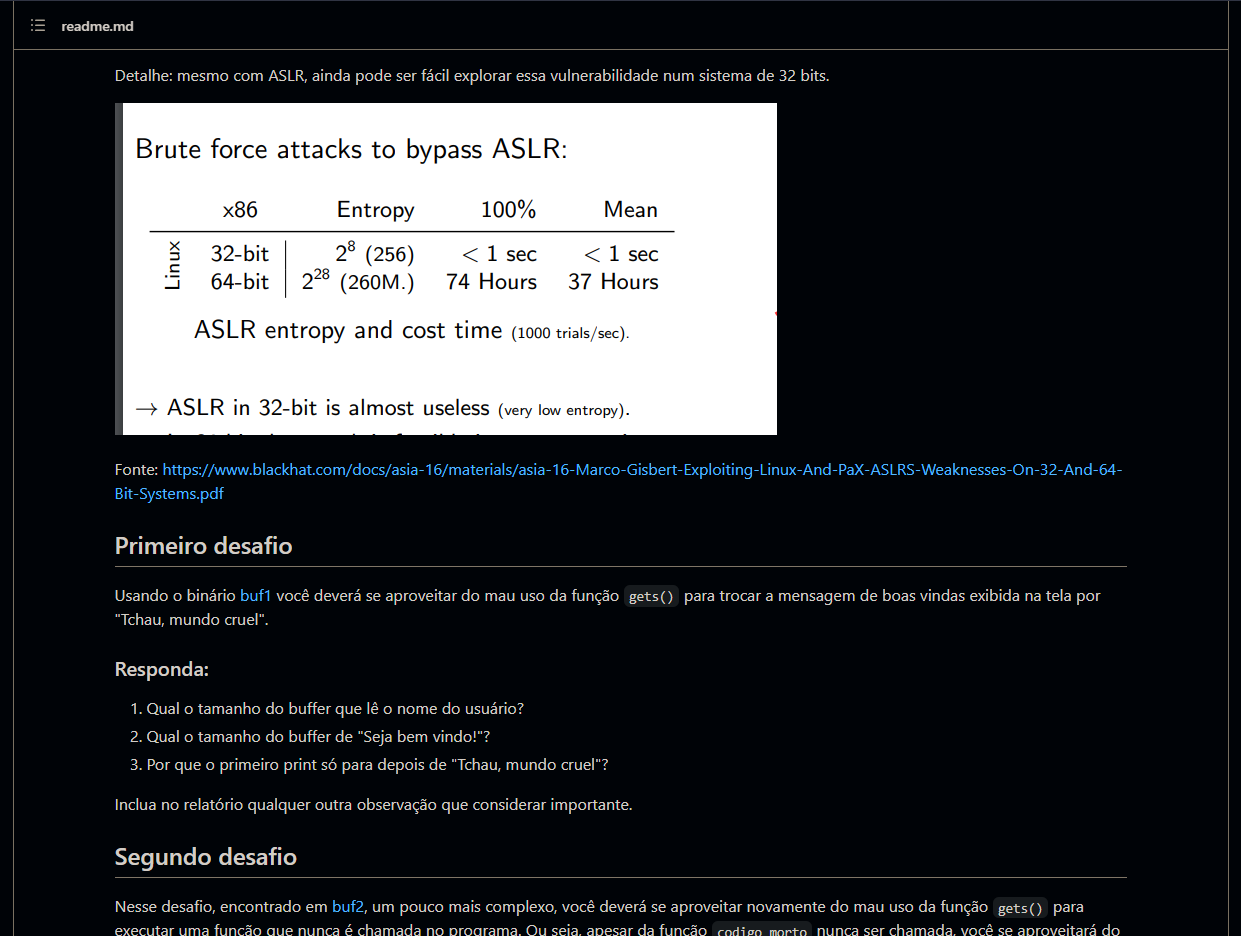 readme.md
Detalhe: mesmo com ASLR, ainda pode ser fácil explorar essa vulnerabilidade num sistema de 32 bits.
Brute force attacks to bypass ASLR:
x86 Entropy 100% Mean
Linux
32-bit 2⁸ (256) < 1 sec < 1 sec
64-bit 2²⁸ (260M.) 74 Hours 37 Hours
ASLR entropy and cost time (1000 trials/sec).
→ ASLR in 32-bit is almost useless (very low entropy).
Fonte: https://www.blackhat.com/docs/asia-16/materials/asia-16-Marco-Gisbert-Exploiting-Linux-And-PaX-ASLRS-Weaknesses-On-32-And-64-
Bit-Systems.pdf
Primeiro desafio
Usando o binário buf1 você deverá se aproveitar do mau uso da função gets() para trocar a mensagem de boas vindas exibida na tela por
"Tchau, mundo cruel".
Responda:
1. Qual o tamanho do buffer que lê o nome do usuário?
2. Qual o tamanho do buffer de "Seja bem vindo!"?
3. Por que o primeiro print só para depois de "Tchau, mundo cruel"?
Inclua no relatório qualquer outra observação que considerar importante.
Segundo desafio
Nesse desafio, encontrado em buf2, um pouco mais complexo, você deverá se aproveitar novamente do mau uso da função gets() para
executar uma função que nunca é chamada no programa. Ou seja, apesar da função codigo_morto nunca ser chamada, você se aproveitará do